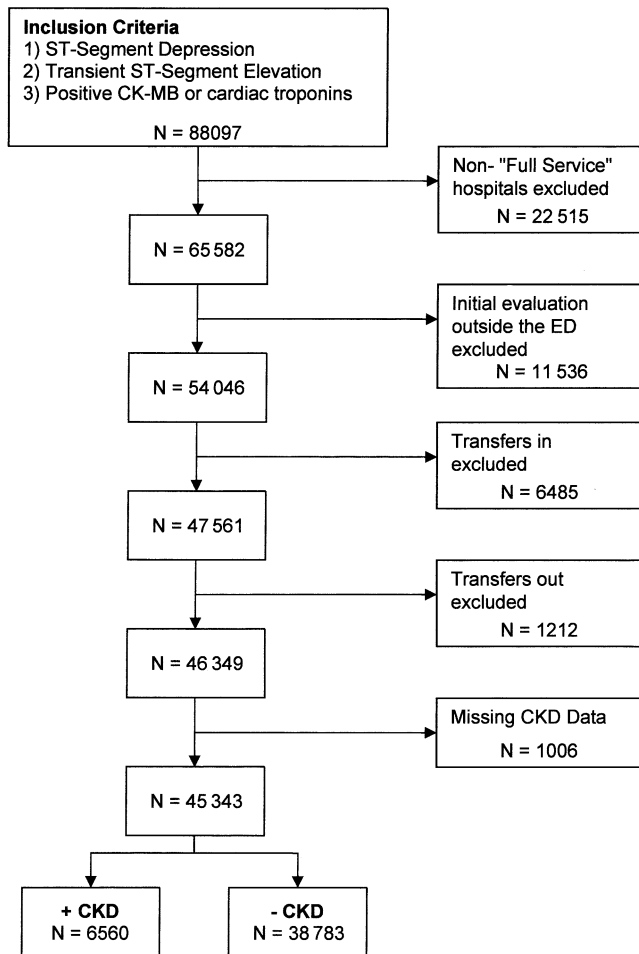 Inclusion Criteria
1) ST-Segment Depression
2) Transient ST-Segment Elevation
3) Positive CK-MB or cardiac troponins
N = 88097
Non- "Full Service"
hospitals excluded
N = 22 515
N = 65 582
Initial evaluation
outside the ED
excluded
N = 11 536
N = 54 046
Transfers in
excluded
N = 6485
N = 47 561
Transfers out
excluded
N = 1212
N = 46 349
Missing CKD Data
N = 1006
N = 45 343
+ CKD
N = 6560
- CKD
N = 38 783